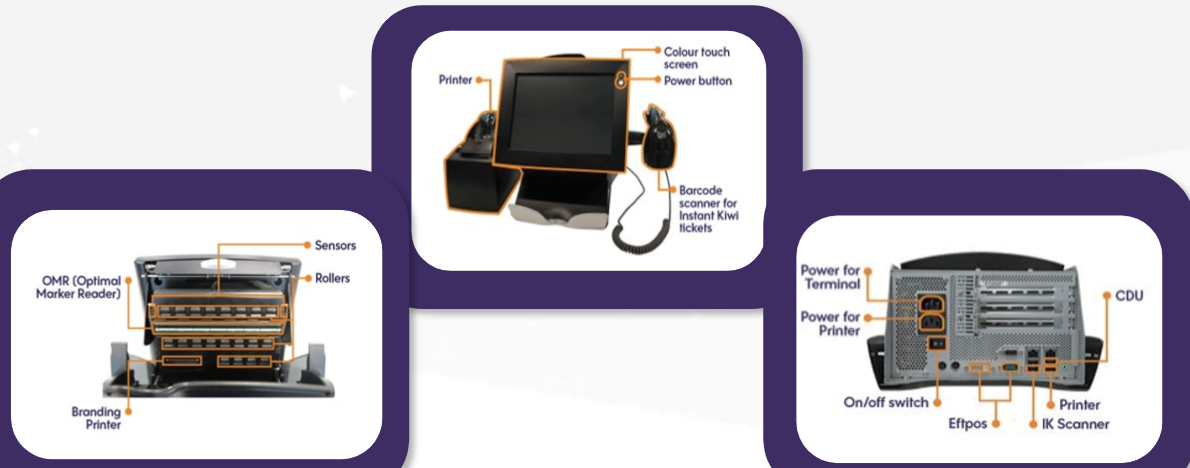 Colour touch
screen
Power button
Printer
Barcode
scanner for
Instant Kiwi
tickets
Sensors
Rollers
OMR (Optimal
Marker Reader)
Branding
Printer
Power for
Terminal
Power for
Printer
CDU
On/off switch
Eftpos
Printer
IK Scanner